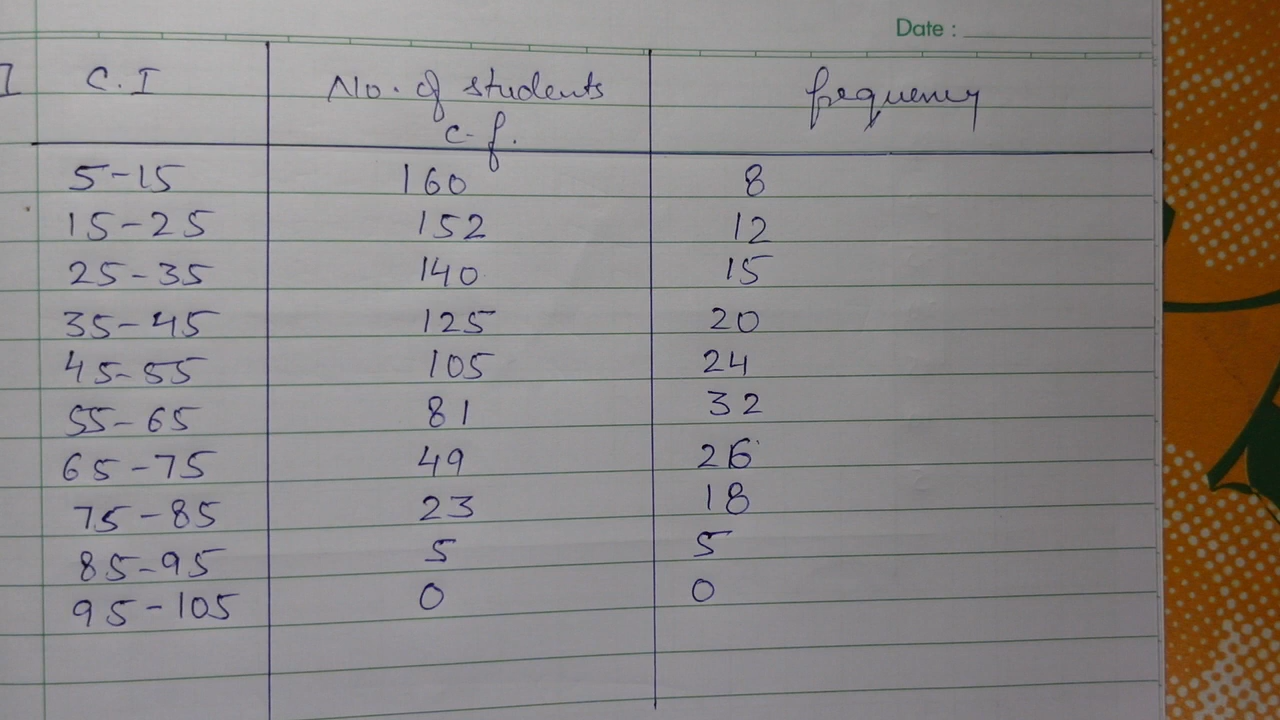 Date :
I C.I No. of students frequency
c.f.
5-15 160 8
15-25 152 12
25-35 140 15
35-45 125 20
45-55 105 24
55-65 81 32
65-75 49 26
75-85 23 18
85-95 5 5
95-105 0 0